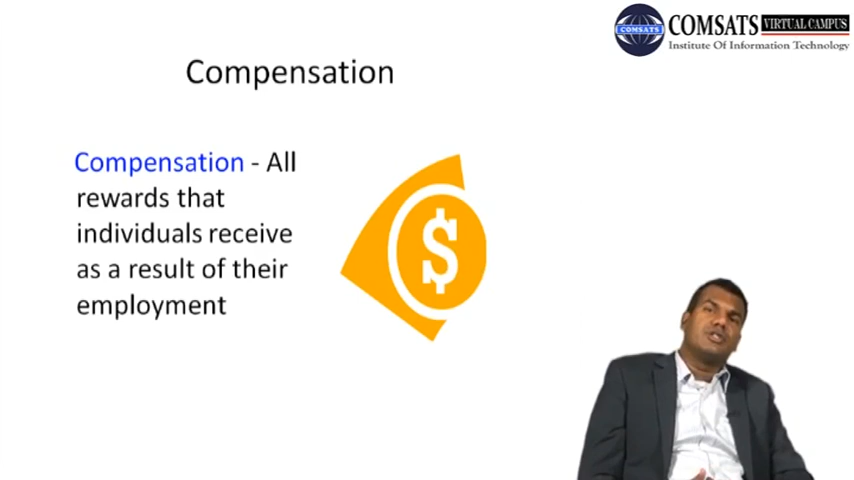 COMSATS VIRTUAL CAMPUS
COMSATS
Institute Of Information Technology
Compensation
Compensation - All
rewards that
individuals receive
as a result of their
employment
$